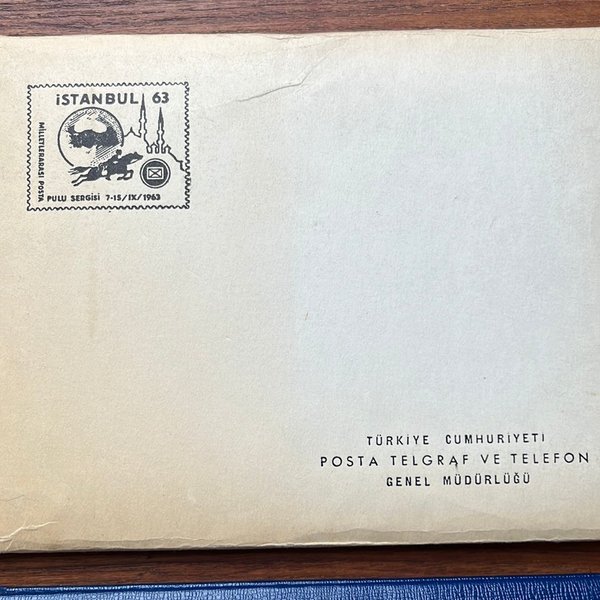 İSTANBUL 63
MİLLETLERARASI POSTA
PULU SERGİSİ 7-15/IX/1963
TÜRKİYE CUMHURİYETİ
POSTA TELGRAF VE TELEFON
GENEL MÜDÜRLÜĞÜ